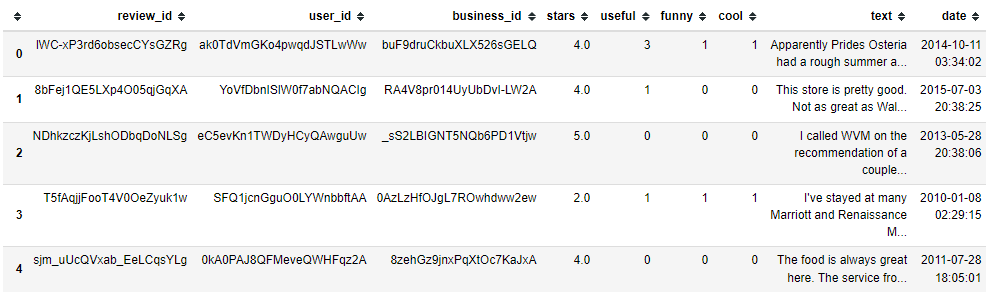 review_id user_id business_id stars useful funny cool text date
0 lWC-xP3rd6obsecCYsGZRg ak0TdVmGKo4pwqdJSTLwWw buF9druCkbuXLX526sGELQ 4.0 3 1 1 Apparently Prides Osteria 2014-10-11
had a rough summer a... 03:34:02
1 8bFej1QE5LXp4O05qjGqXA YoVfDbnISlW0f7abNQACIg RA4V8pr014UyUbDvI-LW2A 4.0 1 0 0 This store is pretty good. 2015-07-03
Not as great as Wal... 20:38:25
2 NDhkzczKjLshODbqDoNLSg eC5evKn1TWDyHCyQAwguUw _sS2LBIGNT5NQb6PD1Vtjw 5.0 0 0 0 I called WVM on the 2013-05-28
recommendation of a 20:38:06
couple...
3 T5fAqjjFooT4V0OeZyuk1w SFQ1jcnGguO0LYWnbbftAA 0AzLzHfOJgL7ROwhdww2ew 2.0 1 1 1 I've stayed at many 2010-01-08
Marriott and Renaissance 02:29:15
M...
4 sjm_uUcQVxab_EeLCqsYLg 0kA0PAJ8QFMeveQWHFqz2A 8zehGz9jnxPqXtOc7KaJxA 4.0 0 0 0 The food is always great 2011-07-28
here. The service fro... 18:05:01